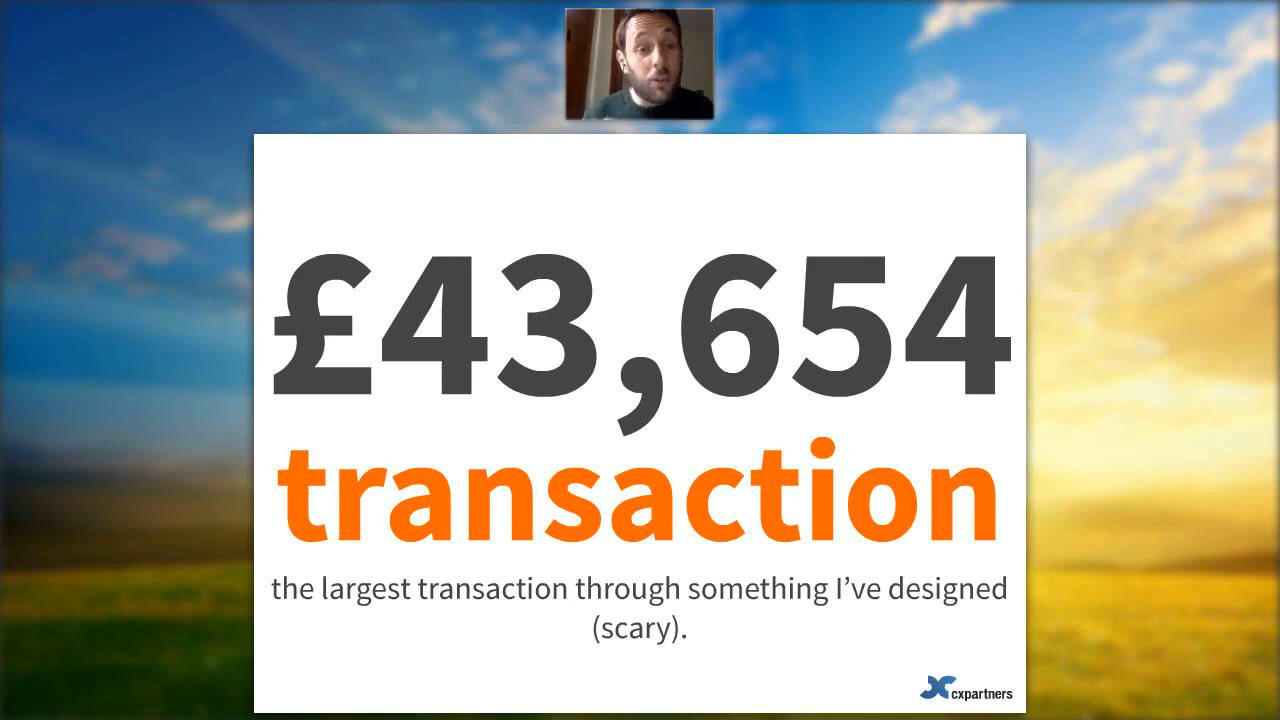 £43,654
transaction
the largest transaction through something I’ve designed
(scary).
cxpartners